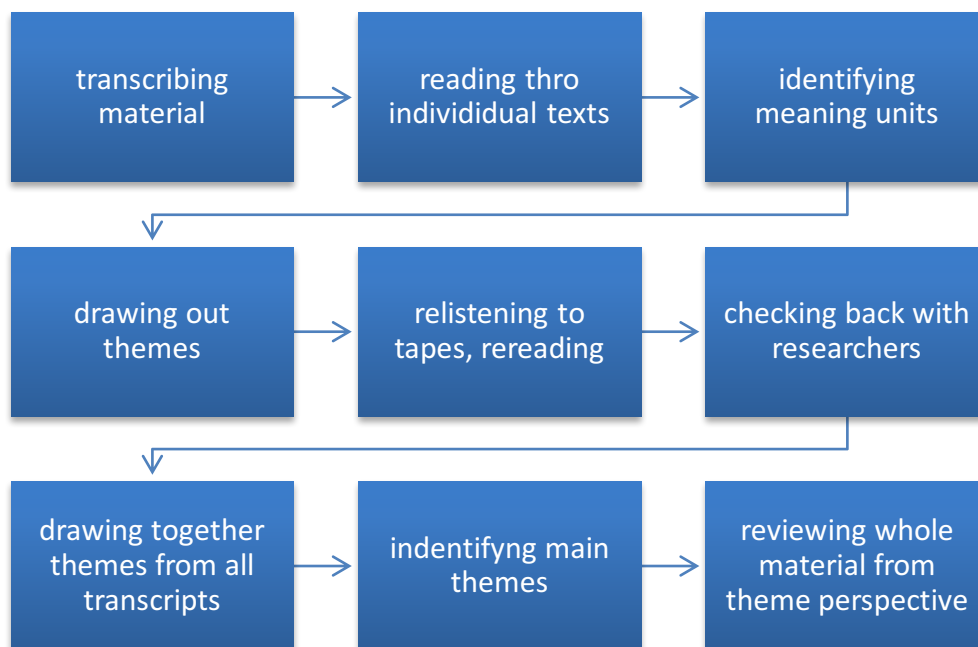 transcribing
material
reading thro
individidual texts
identifying
meaning units
drawing out
themes
relistening to
tapes, rereading
checking back with
researchers
drawing together
themes from all
transcripts
indentifyng main
themes
reviewing whole
material from
theme perspective